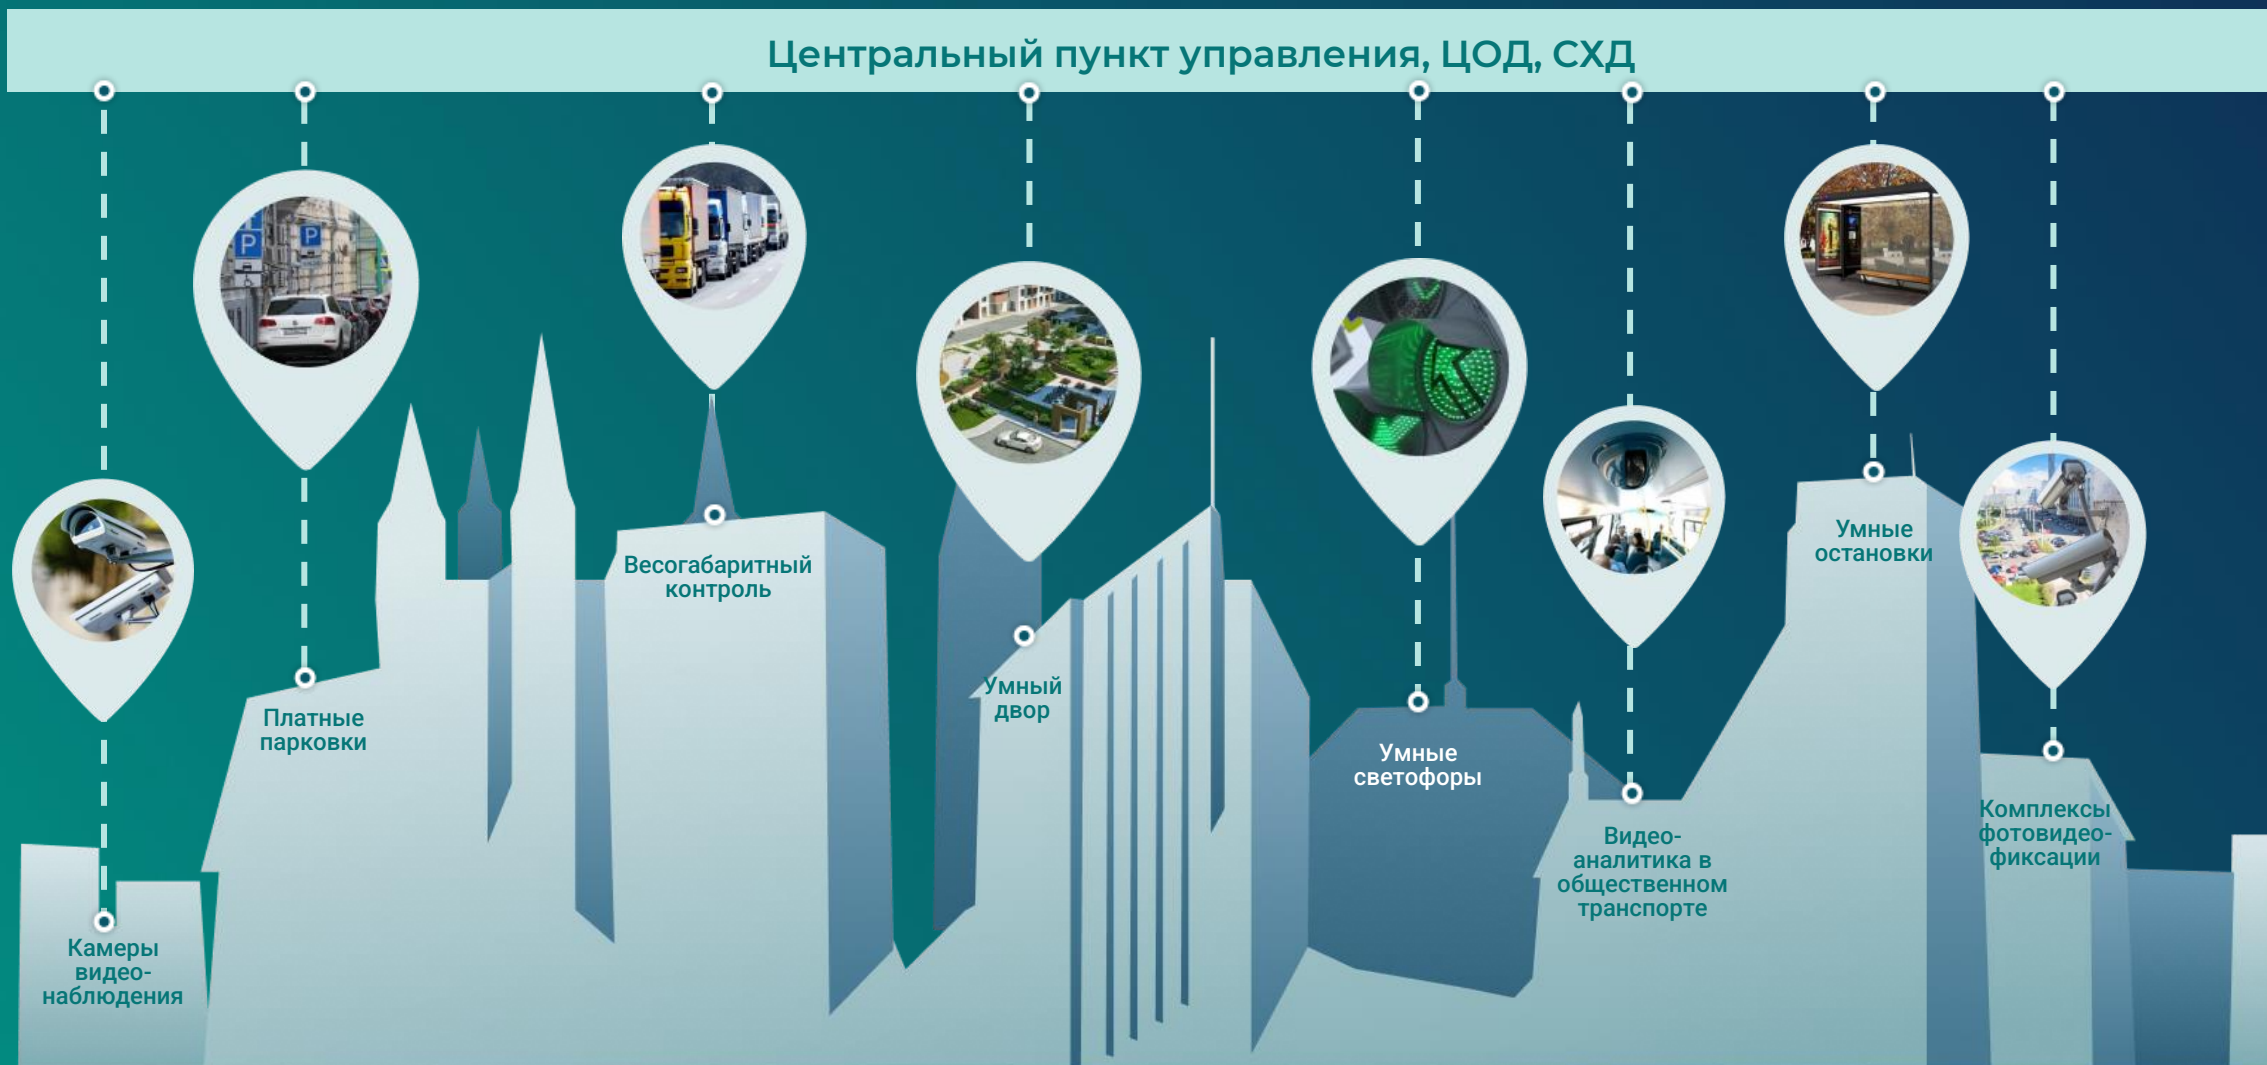 Центральный пункт управления, ЦОД, СХД
P
P
Весогабаритный
контроль
Умные
остановки
Умный
двор
Платные
парковки
Умные
светофоры
Комплексы
фотовидео-
фиксации
Видео-
аналитика в
общественном
транспорте
Камеры
видео-
наблюдения